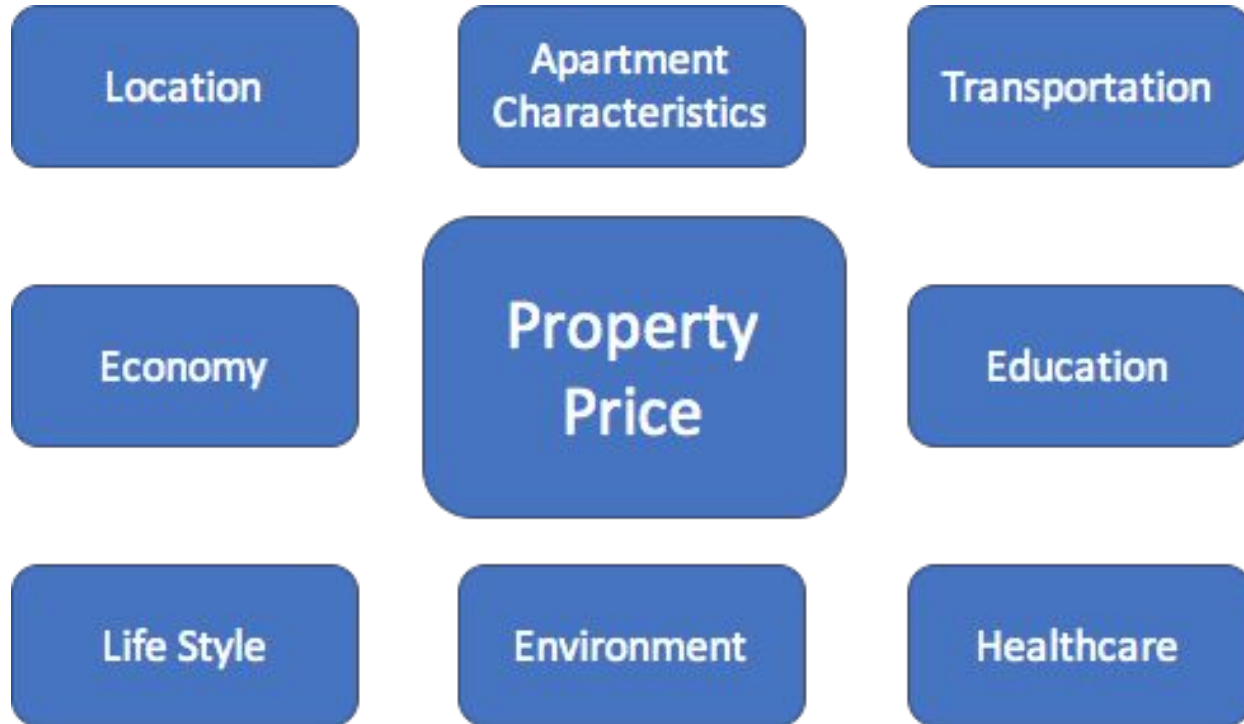 Location
Apartment
Characteristics
Transportation
Economy
Property
Price
Education
Life Style
Environment
Healthcare